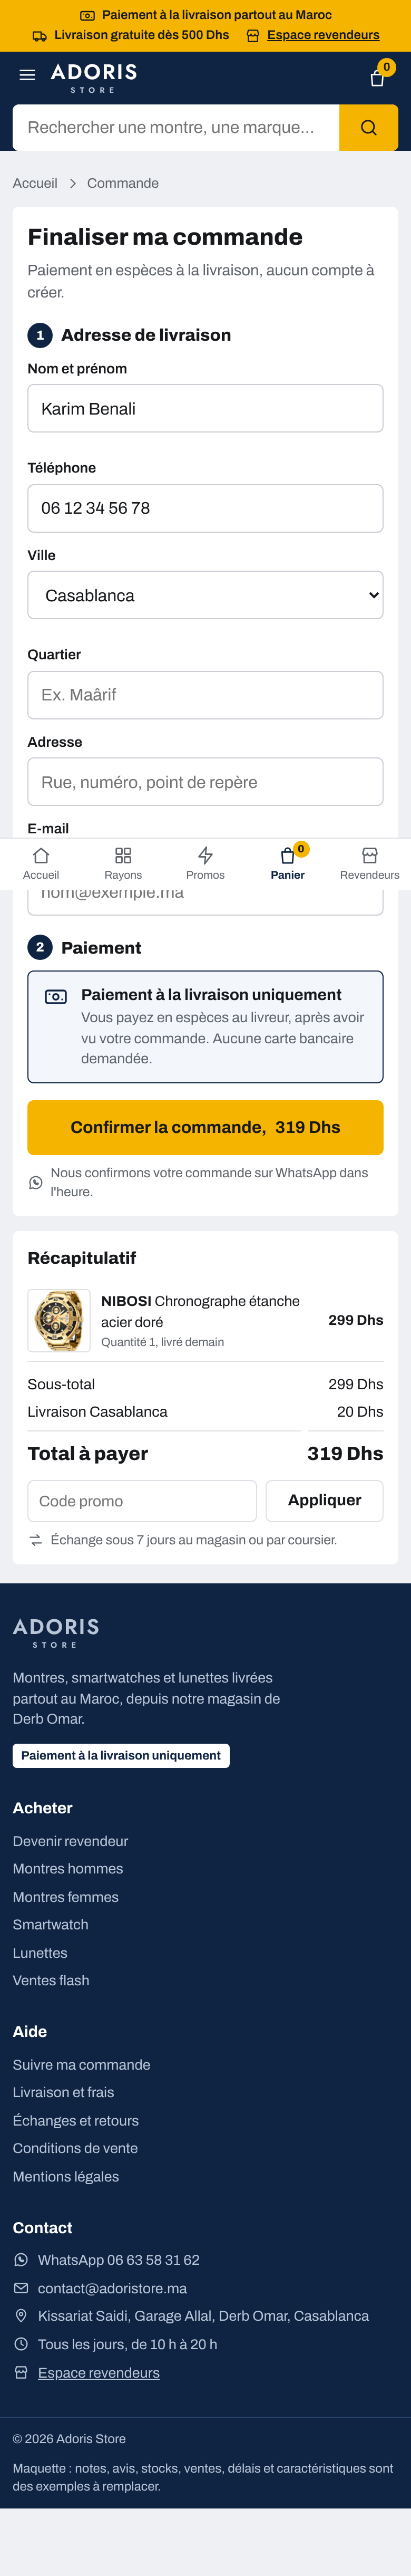 Paiement à la livraison partout au Maroc
Livraison gratuite dès 500 Dhs Espace revendeurs
ADORIS
STORE
0
Rechercher une montre, une marque...
Accueil > Commande
Finaliser ma commande
Paiement en espèces à la livraison, aucun compte à
créer.
1 Adresse de livraison
Nom et prénom
Karim Benali
Téléphone
06 12 34 56 78
Ville
Casablanca
Quartier
Ex. Maârif
Adresse
Rue, numéro, point de repère
E-mail
0
Accueil Rayons Promos Panier Revendeurs
nom@exemple.ma
2 Paiement
Paiement à la livraison uniquement
Vous payez en espèces au livreur, après avoir
vu votre commande. Aucune carte bancaire
demandée.
Confirmer la commande, 319 Dhs
Nous confirmons votre commande sur WhatsApp dans
l'heure.
Récapitulatif
NIBOSI Chronographe étanche
acier doré
299 Dhs
Quantité 1, livré demain
Sous-total 299 Dhs
Livraison Casablanca 20 Dhs
Total à payer 319 Dhs
Code promo Appliquer
Échange sous 7 jours au magasin ou par coursier.
ADORIS
STORE
Montres, smartwatches et lunettes livrées
partout au Maroc, depuis notre magasin de
Derb Omar.
Paiement à la livraison uniquement
Acheter
Devenir revendeur
Montres hommes
Montres femmes
Smartwatch
Lunettes
Ventes flash
Aide
Suivre ma commande
Livraison et frais
Échanges et retours
Conditions de vente
Mentions légales
Contact
WhatsApp 06 63 58 31 62
contact@adoristore.ma
Kissariat Saidi, Garage Allal, Derb Omar, Casablanca
Tous les jours, de 10 h à 20 h
Espace revendeurs
© 2026 Adoris Store
Maquette : notes, avis, stocks, ventes, délais et caractéristiques sont
des exemples à remplacer.